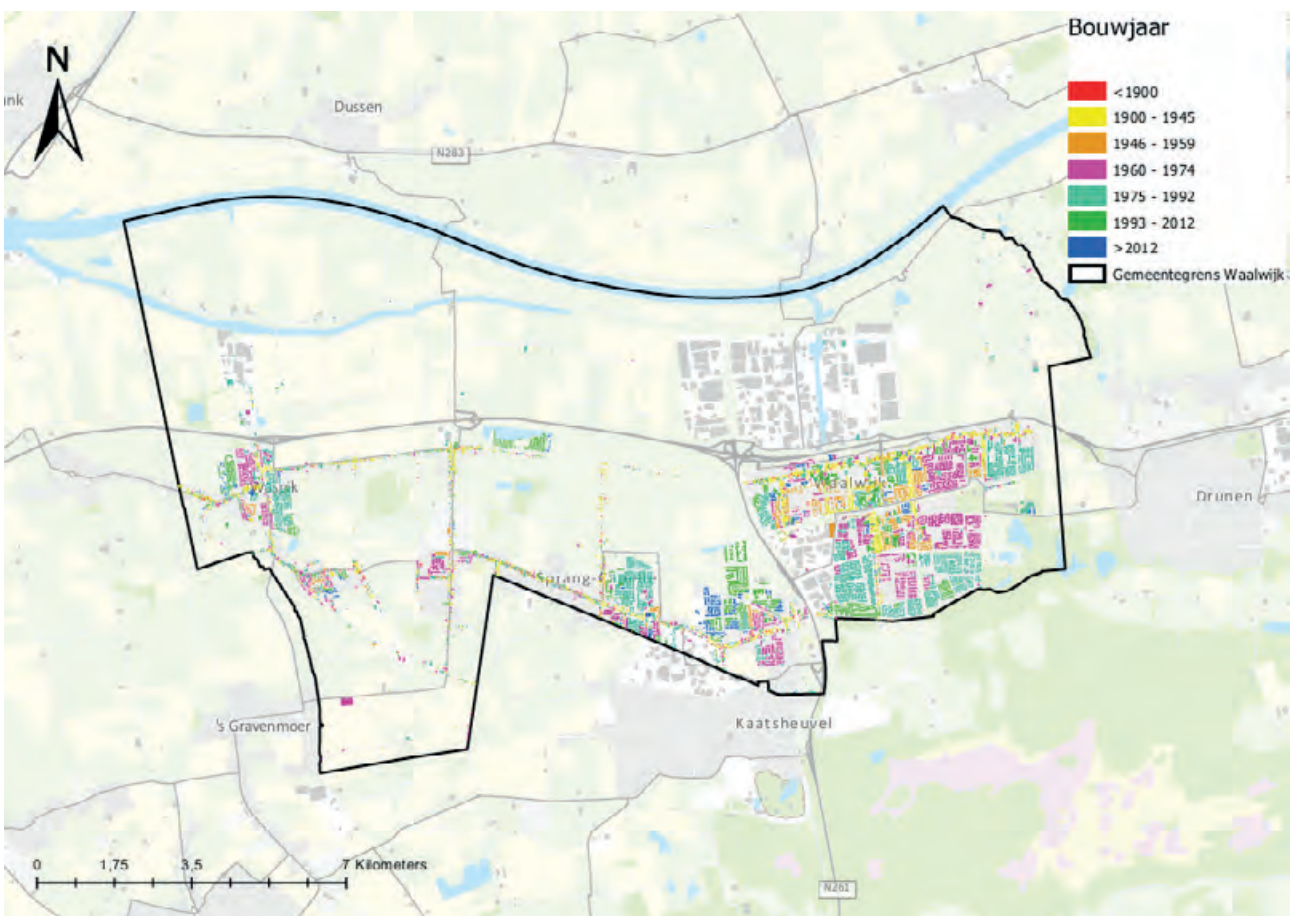 Bouwjaar
<1900
1900 - 1945
1946 - 1959
1960 - 1974
1975 - 1992
1993 - 2012
>2012
Gemeentegrens Waalwijk
N
Dussen
N283
Waalwijk
Drunen
Sprang-Capelle
's Gravenmoer
Kaatsheuvel
0 1,75 3,5 7 Kilometers
N261